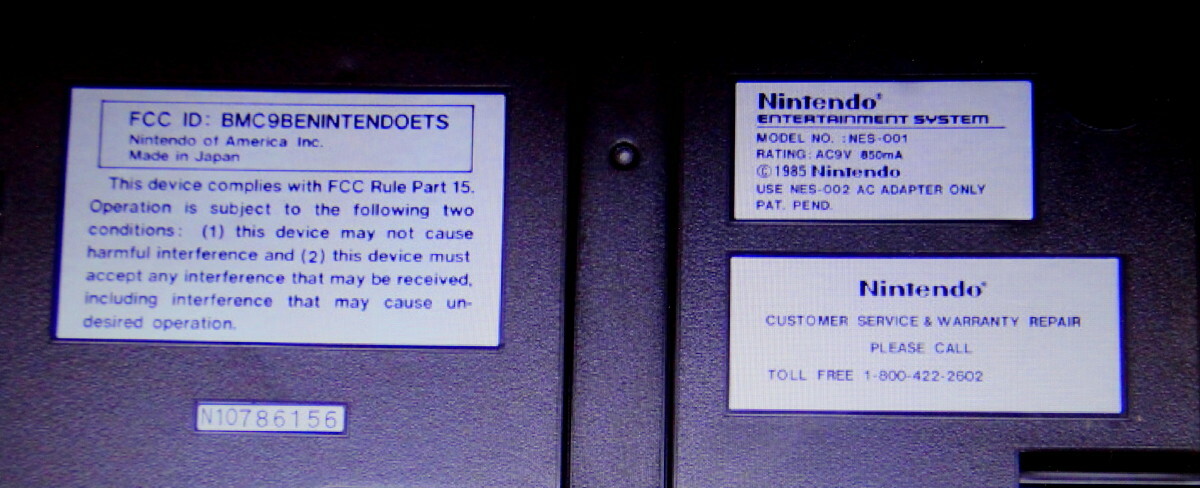 FCC ID: BMC9BENINTENDOETS
Nintendo of America Inc.
Made in Japan
This device complies with FCC Rule Part 15.
Operation is subject to the following two
conditions: (1) this device may not cause
harmful interference and (2) this device must
accept any interference that may be received,
including interference that may cause un-
desired operation.
N10786156
Nintendo®
ENTERTAINMENT SYSTEM
MODEL NO. :NES-001
RATING: AC9V 850mA
©1985 Nintendo
USE NES-002 AC ADAPTER ONLY
PAT. PEND.
Nintendo®
CUSTOMER SERVICE & WARRANTY REPAIR
PLEASE CALL
TOLL FREE 1-800-422-2602